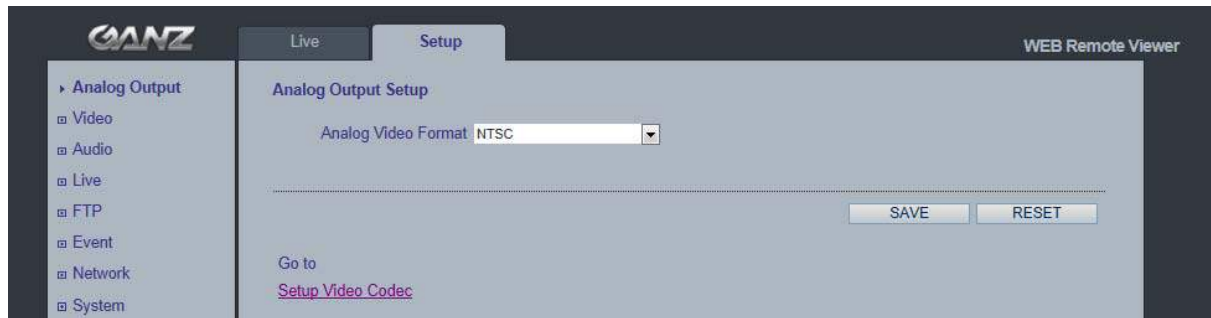 GANZ
Live
Setup
WEB Remote Viewer
Analog Output
Video
Audio
Live
FTP
Event
Network
System
Analog Output Setup
Analog Video Format NTSC
SAVE RESET
Go to
Setup Video Codec